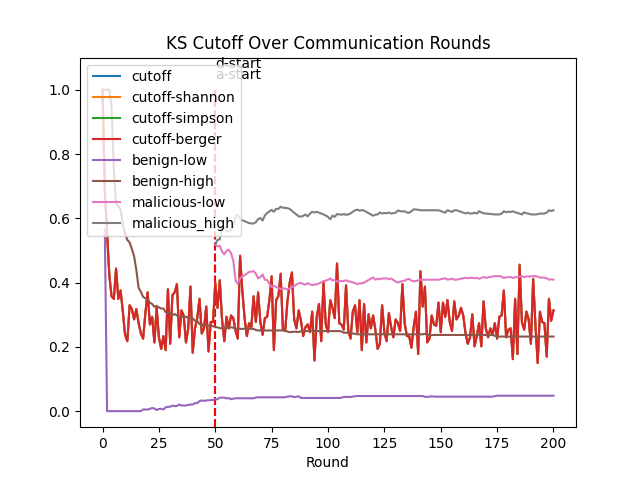 KS Cutoff Over Communication Rounds
d-start
a-start
cutoff
cutoff-shannon
cutoff-simpson
cutoff-berger
benign-low
benign-high
malicious-low
malicious_high
1.0
0.8
0.6
0.4
0.2
0.0
0 25 50 75 100 125 150 175 200
Round